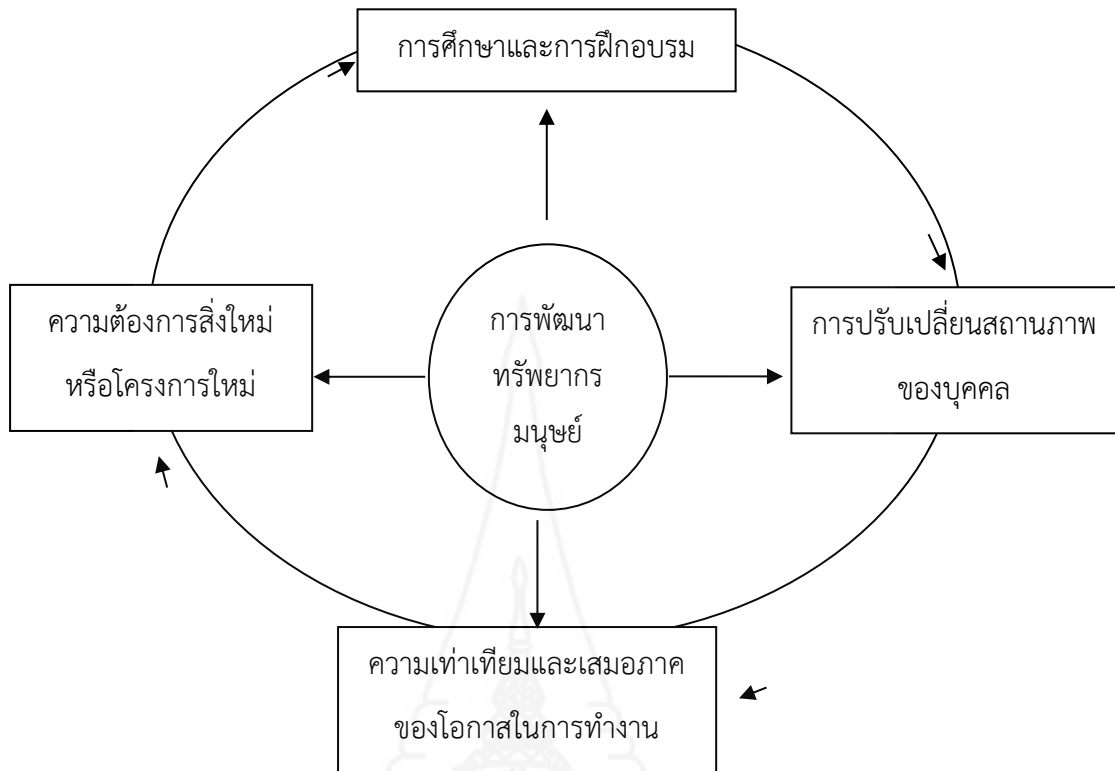 การศึกษาและการฝึกอบรม
ความต้องการสิ่งใหม่
หรือโครงการใหม่
การพัฒนา
ทรัพยากร
มนุษย์
การปรับเปลี่ยนสถานภาพ
ของบุคคล
ความเท่าเทียมและเสมอภาค
ของโอกาสในการทำงาน